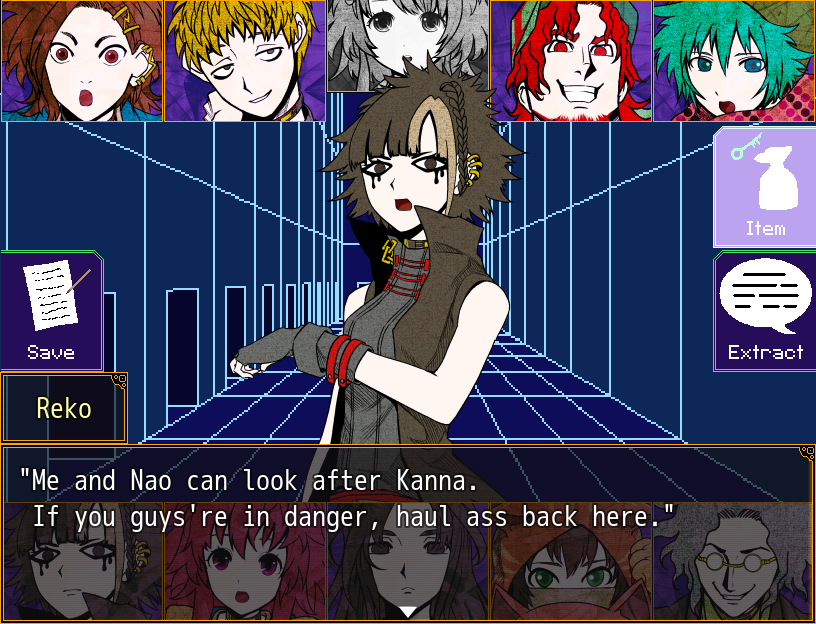 Item
Save
Extract
Reko
"Me and Nao can look after Kanna.
If you guys're in danger, haul ass back here."